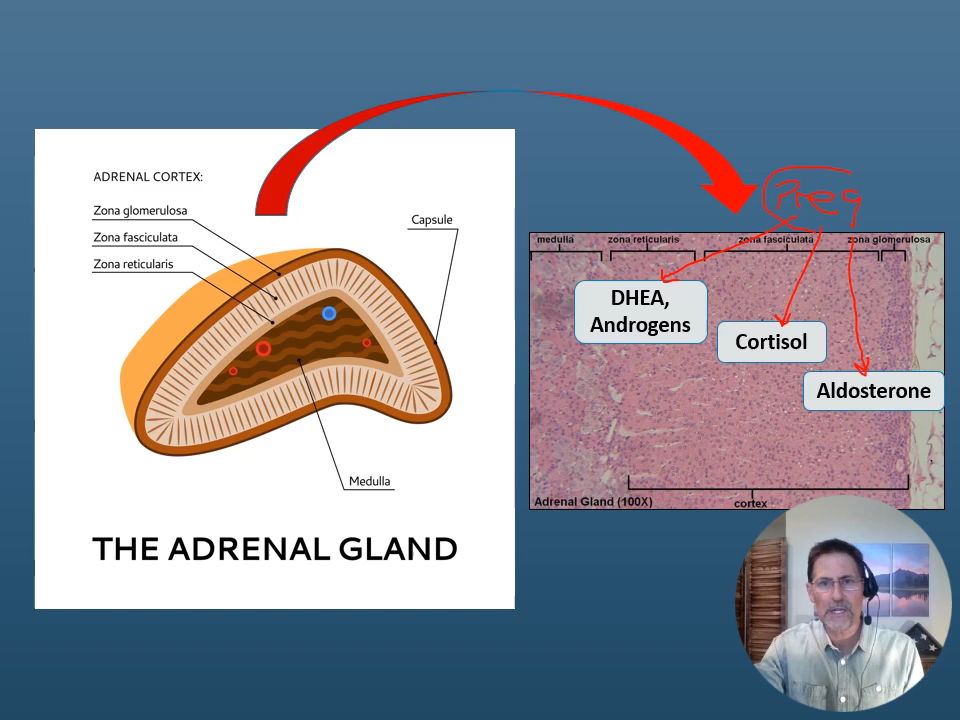 ADRENAL CORTEX:
Zona glomerulosa
Zona fasciculata
Zona reticularis
Capsule
Medulla
THE ADRENAL GLAND
Preg
medulla zona reticularis zona fasciculata zona glomerulosa
DHEA,
Androgens
Cortisol
Aldosterone
Adrenal Gland (100X) cortex